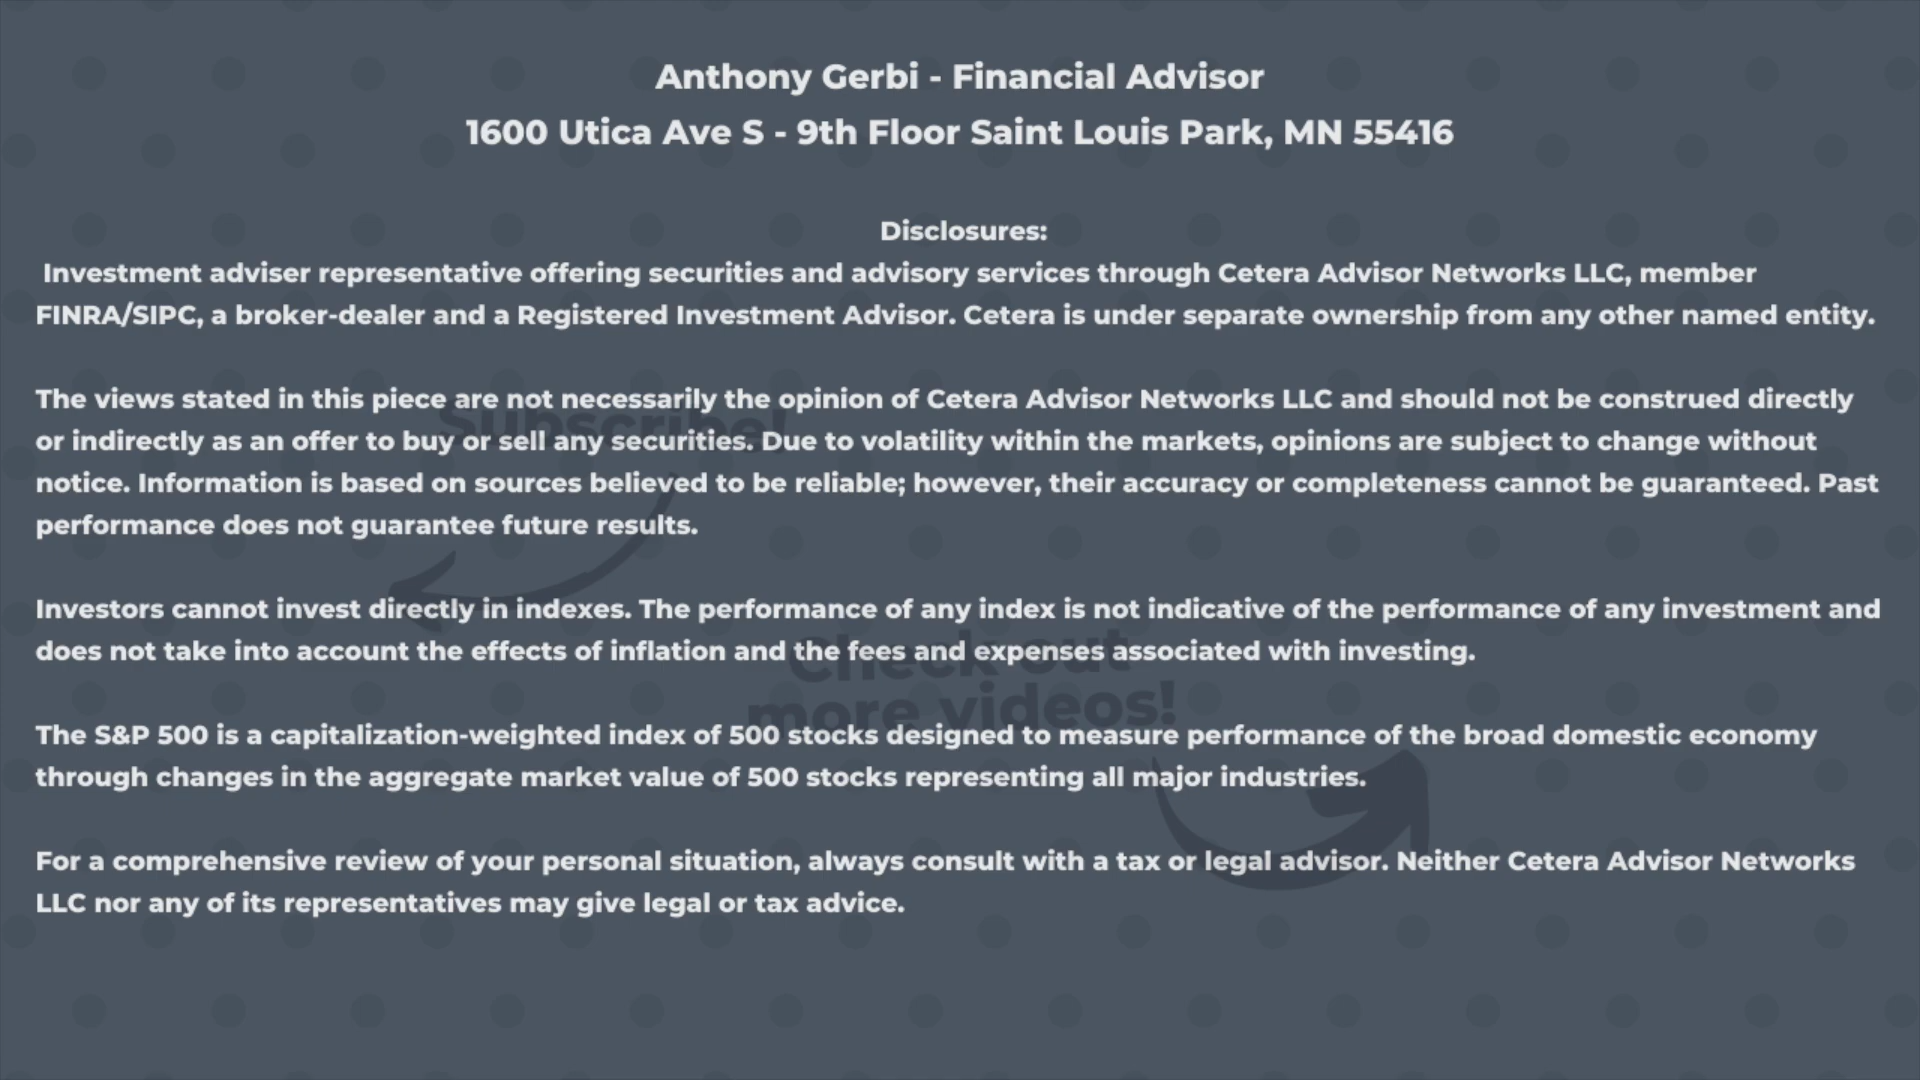 Anthony Gerbi - Financial Advisor
1600 Utica Ave S - 9th Floor Saint Louis Park, MN 55416
Disclosures:
Investment adviser representative offering securities and advisory services through Cetera Advisor Networks LLC, member
FINRA/SIPC, a broker-dealer and a Registered Investment Advisor. Cetera is under separate ownership from any other named entity.
The views stated in this piece are not necessarily the opinion of Cetera Advisor Networks LLC and should not be construed directly
or indirectly as an offer to buy or sell any securities. Due to volatility within the markets, opinions are subject to change without
notice. Information is based on sources believed to be reliable; however, their accuracy or completeness cannot be guaranteed. Past
performance does not guarantee future results.
Subscribe!
Investors cannot invest directly in indexes. The performance of any index is not indicative of the performance of any investment and
does not take into account the effects of inflation and the fees and expenses associated with investing.
Check out
more videos!
The S&P 500 is a capitalization-weighted index of 500 stocks designed to measure performance of the broad domestic economy
through changes in the aggregate market value of 500 stocks representing all major industries.
For a comprehensive review of your personal situation, always consult with a tax or legal advisor. Neither Cetera Advisor Networks
LLC nor any of its representatives may give legal or tax advice.